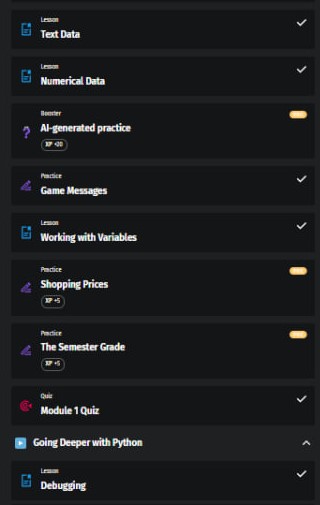 Lesson
Text Data
Lesson
Numerical Data
Booster
AI-generated practice
XP +20
Practice
Game Messages
Lesson
Working with Variables
Practice
Shopping Prices
XP +5
Practice
The Semester Grade
XP +5
Quiz
Module 1 Quiz
Going Deeper with Python
Lesson
Debugging